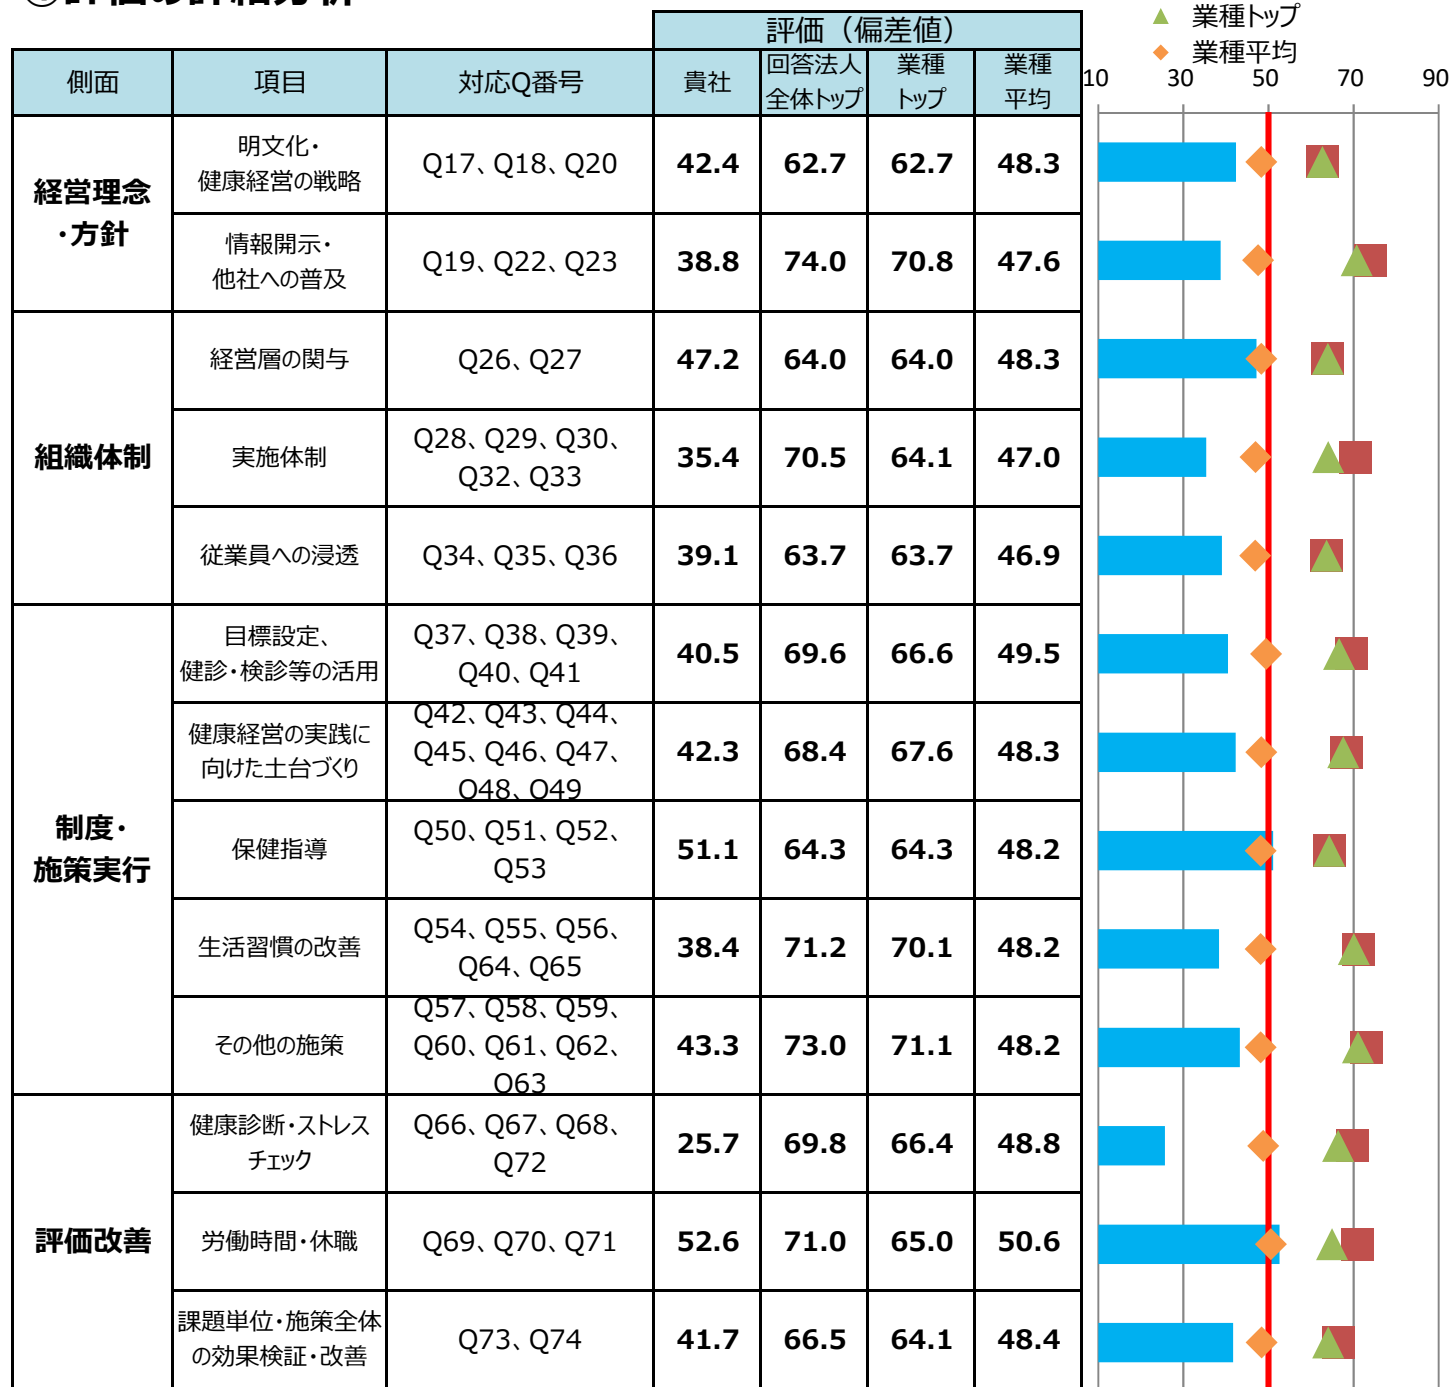 評価（偏差値）
▲ 業種トップ
◆ 業種平均
側面 項目 対応Q番号 貴社 回答法人 業種 業種
全体トップ トップ 平均
10 30 50 70 90
経営理念
・方針
明文化・
健康経営の戦略
Q17、Q18、Q20 42.4 62.7 62.7 48.3
情報開示・
他社への普及
Q19、Q22、Q23 38.8 74.0 70.8 47.6
組織体制
経営層の関与 Q26、Q27 47.2 64.0 64.0 48.3
実施体制
Q28、Q29、Q30、
Q32、Q33
35.4 70.5 64.1 47.0
従業員への浸透 Q34、Q35、Q36 39.1 63.7 63.7 46.9
制度・
施策実行
目標設定、
健診・検診等の活用
Q37、Q38、Q39、
Q40、Q41
40.5 69.6 66.6 49.5
健康経営の実践に
向けた土台づくり
Q42、Q43、Q44、
Q45、Q46、Q47、
Q48、Q49
42.3 68.4 67.6 48.3
保健指導
Q50、Q51、Q52、
Q53
51.1 64.3 64.3 48.2
生活習慣の改善
Q54、Q55、Q56、
Q64、Q65
38.4 71.2 70.1 48.2
その他の施策
Q57、Q58、Q59、
Q60、Q61、Q62、
Q63
43.3 73.0 71.1 48.2
評価改善
健康診断・ストレス
チェック
Q66、Q67、Q68、
Q72
25.7 69.8 66.4 48.8
労働時間・休職 Q69、Q70、Q71 52.6 71.0 65.0 50.6
課題単位・施策全体
の効果検証・改善
Q73、Q74 41.7 66.5 64.1 48.4